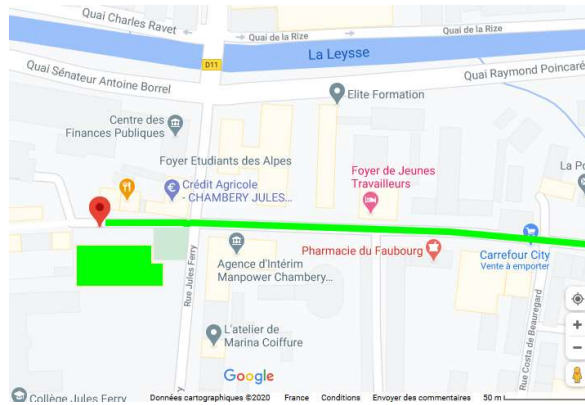 Quai Charles Ravet
Quai de la Rize
Quai de la Rize
La Leysse
D11
Quai Sénateur Antoine Borrel
Quai Raymond Poincaré
Elite Formation
Centre des
Finances Publiques
Foyer Etudiants des Alpes
La Po
Crédit Agricole
- CHAMBERY JULES...
Foyer de Jeunes
Travailleurs
Rue Jules Ferry
Agence d'Intérim
Manpower Chambery...
Pharmacie du Faubourg
Carrefour City
Vente à emporter
Rue Costa de Beauregard
L'atelier de
Marina Coiffure
Google
Collège Jules Ferry
Données cartographiques ©2020 France Conditions Envoyer des commentaires 50 m